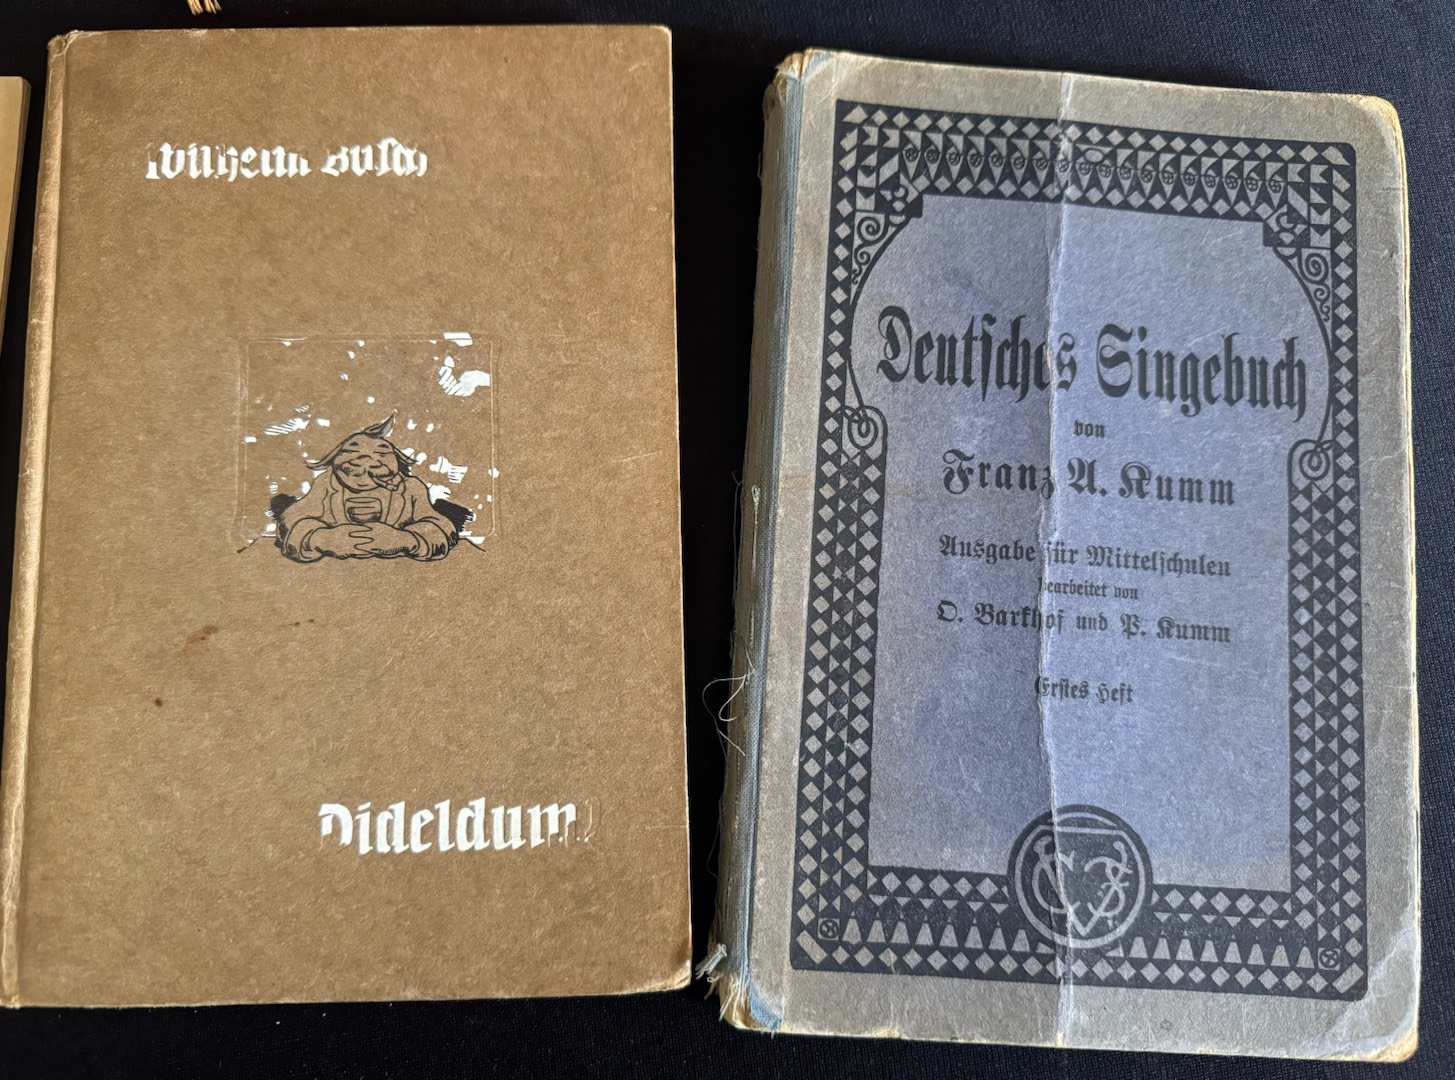 Wilhelm Busch
Dideldum
Deutsches Singebuch
von
Franz A. Kumm
Ausgabe für Mittelschulen
bearbeitet von
O. Barkhof und P. Kumm
Erstes Heft